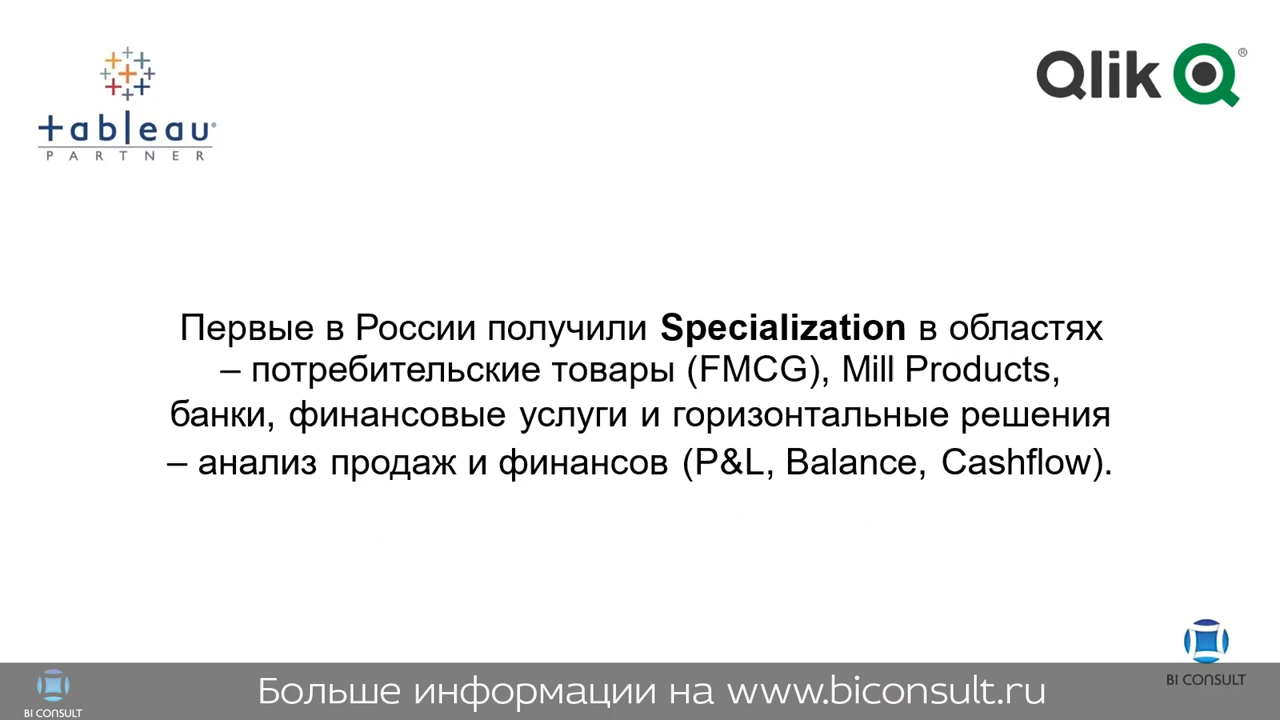 tableau®
PARTNER
Qlik ®
Первые в России получили Specialization в областях
– потребительские товары (FMCG), Mill Products,
банки, финансовые услуги и горизонтальные решения
– анализ продаж и финансов (P&L, Balance, Cashflow).
BI CONSULT
BI CONSULT
Больше информации на www.biconsult.ru